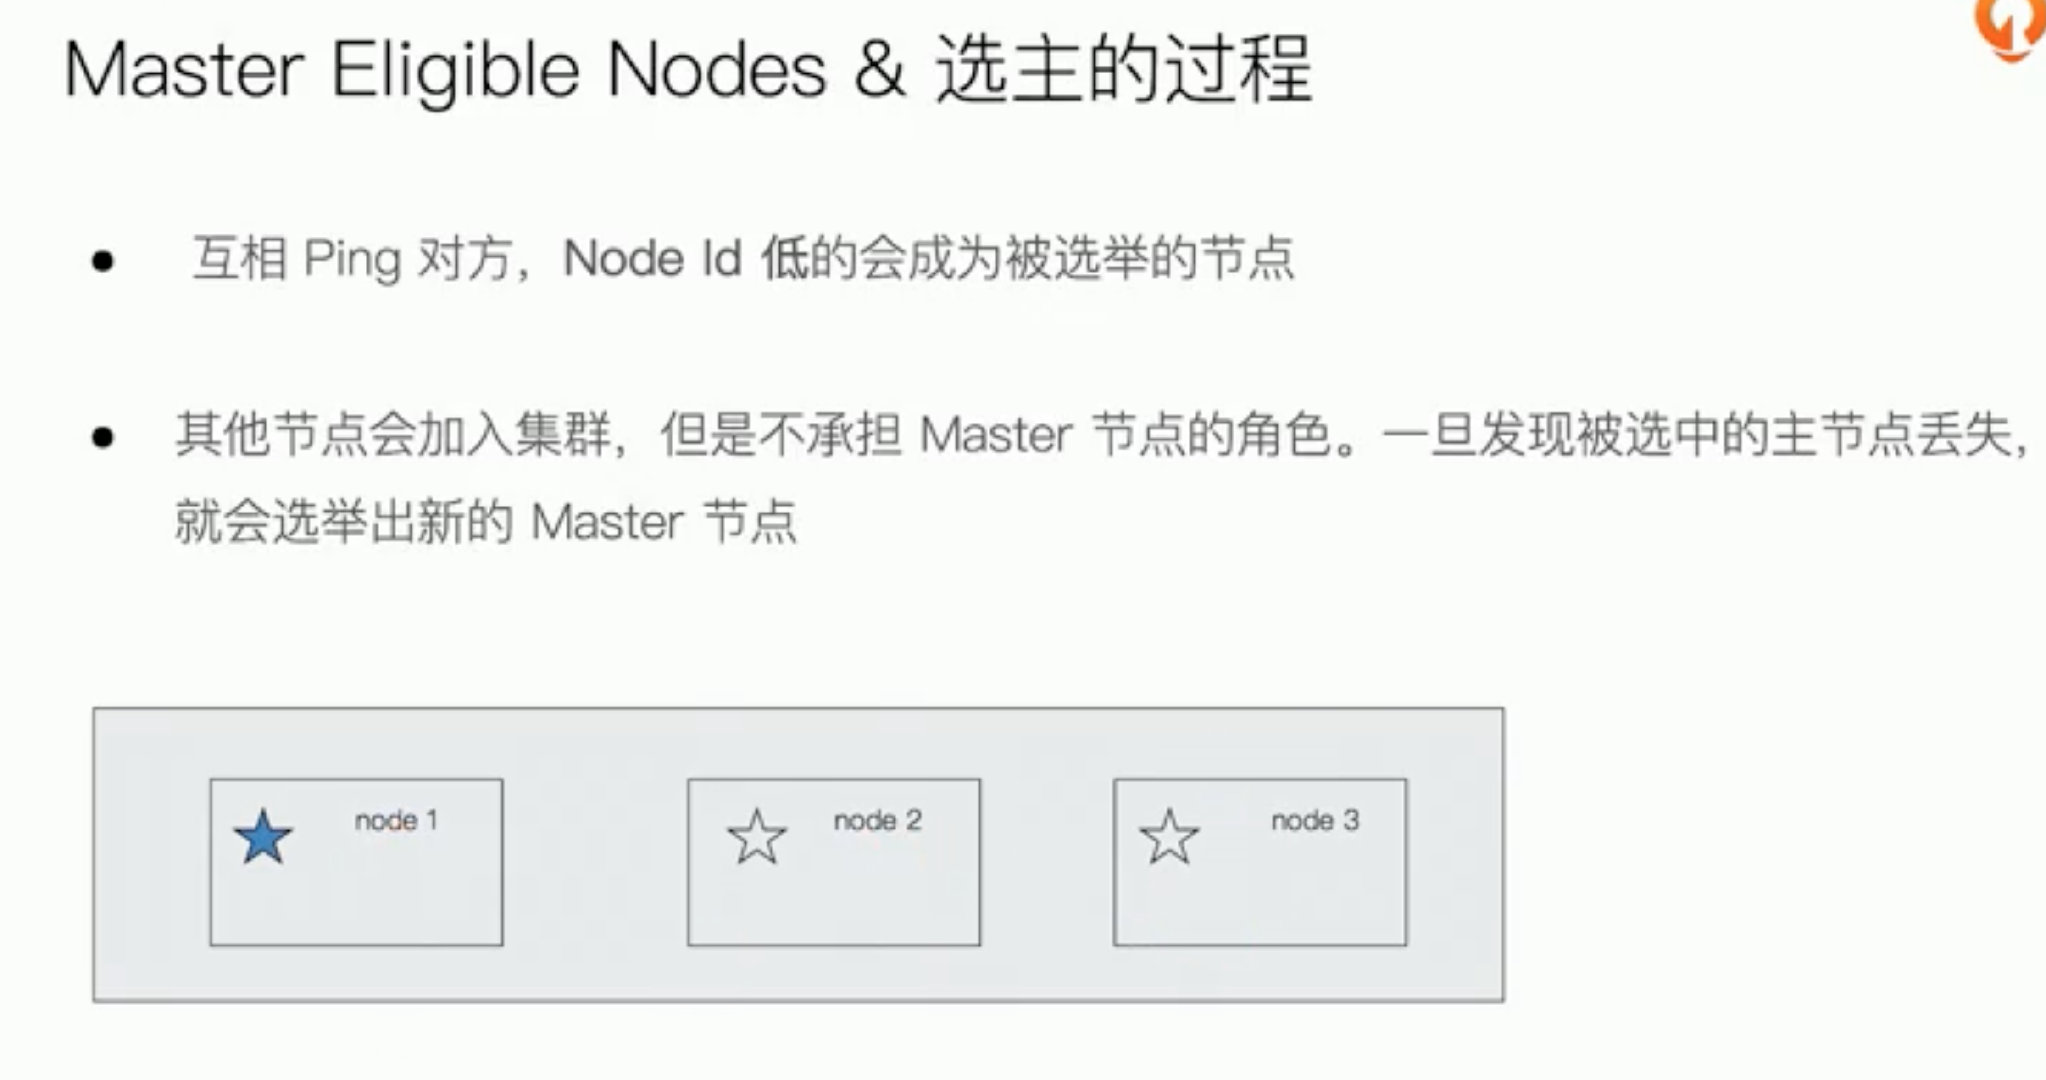 Master Eligible Nodes & 选主的过程
互相 Ping 对方，Node Id 低的会成为被选举的节点
其他节点会加入集群，但是不承担 Master 节点的角色。一旦发现被选中的主节点丢失，
就会选举出新的 Master 节点
node 1
node 2
node 3